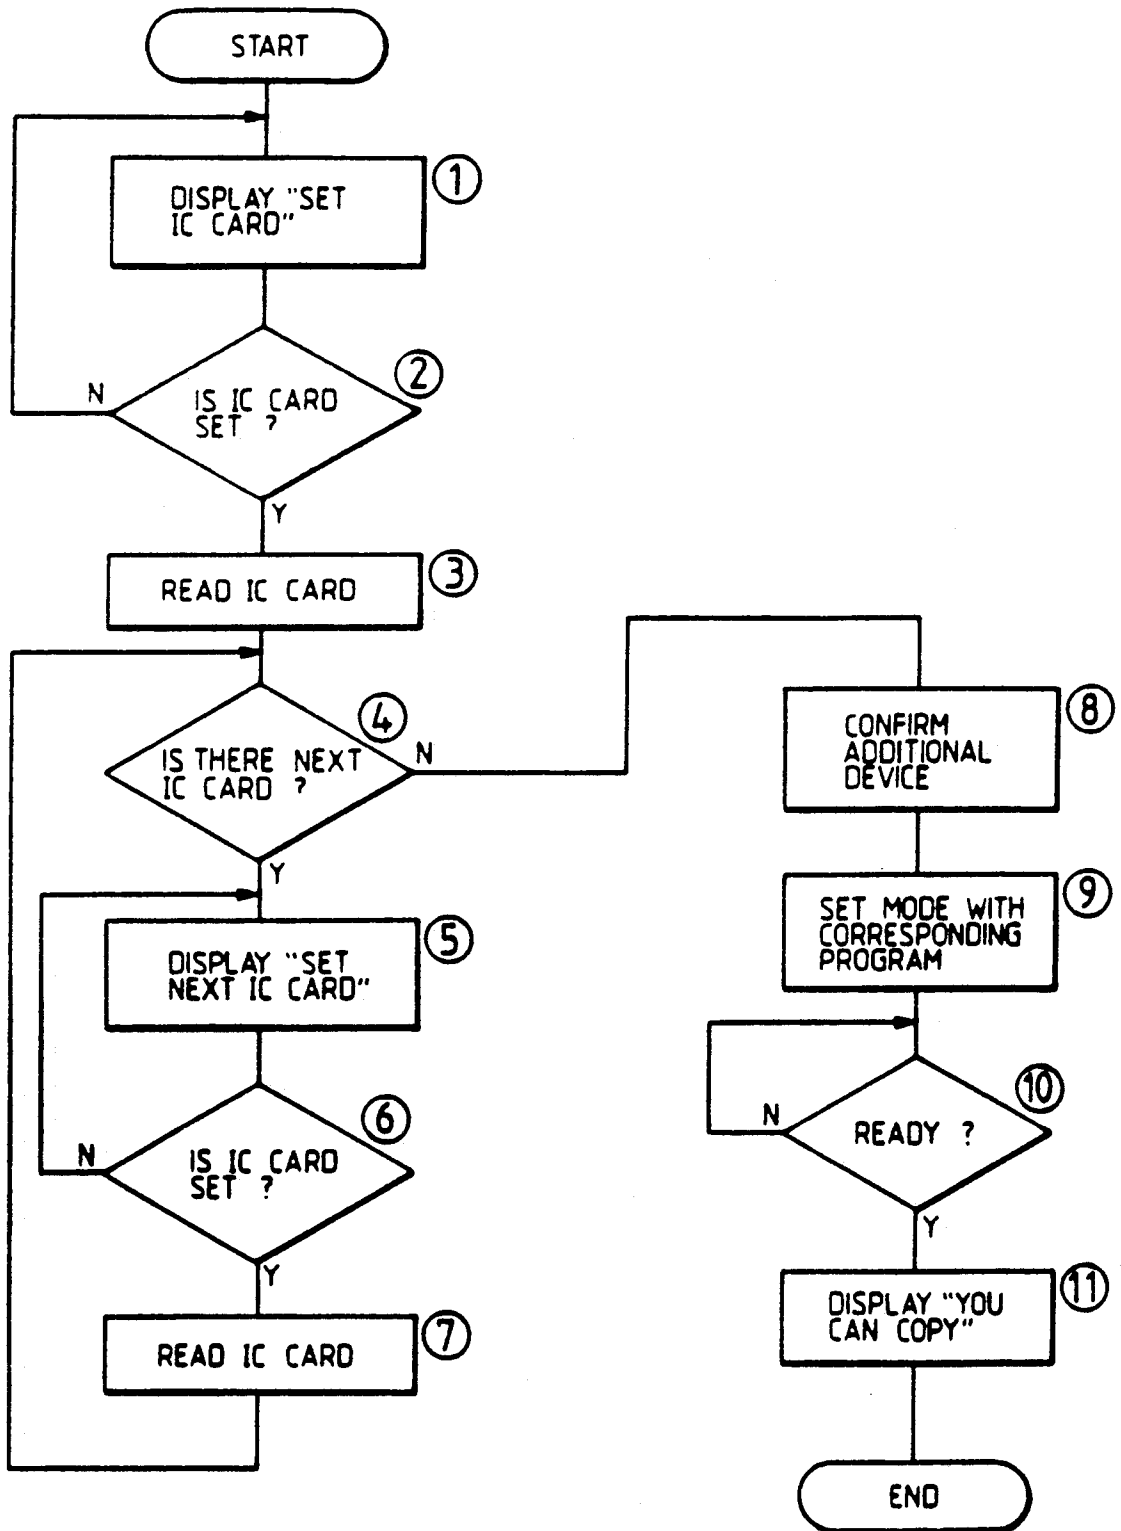 START
1
DISPLAY "SET
IC CARD"
2
N
IS IC CARD
SET ?
Y
3
READ IC CARD
4
N
IS THERE NEXT
IC CARD ?
Y
5
DISPLAY "SET
NEXT IC CARD"
6
N
IS IC CARD
SET ?
Y
7
READ IC CARD
8
CONFIRM
ADDITIONAL
DEVICE
9
SET MODE WITH
CORRESPONDING
PROGRAM
10
N
READY ?
Y
11
DISPLAY "YOU
CAN COPY"
END